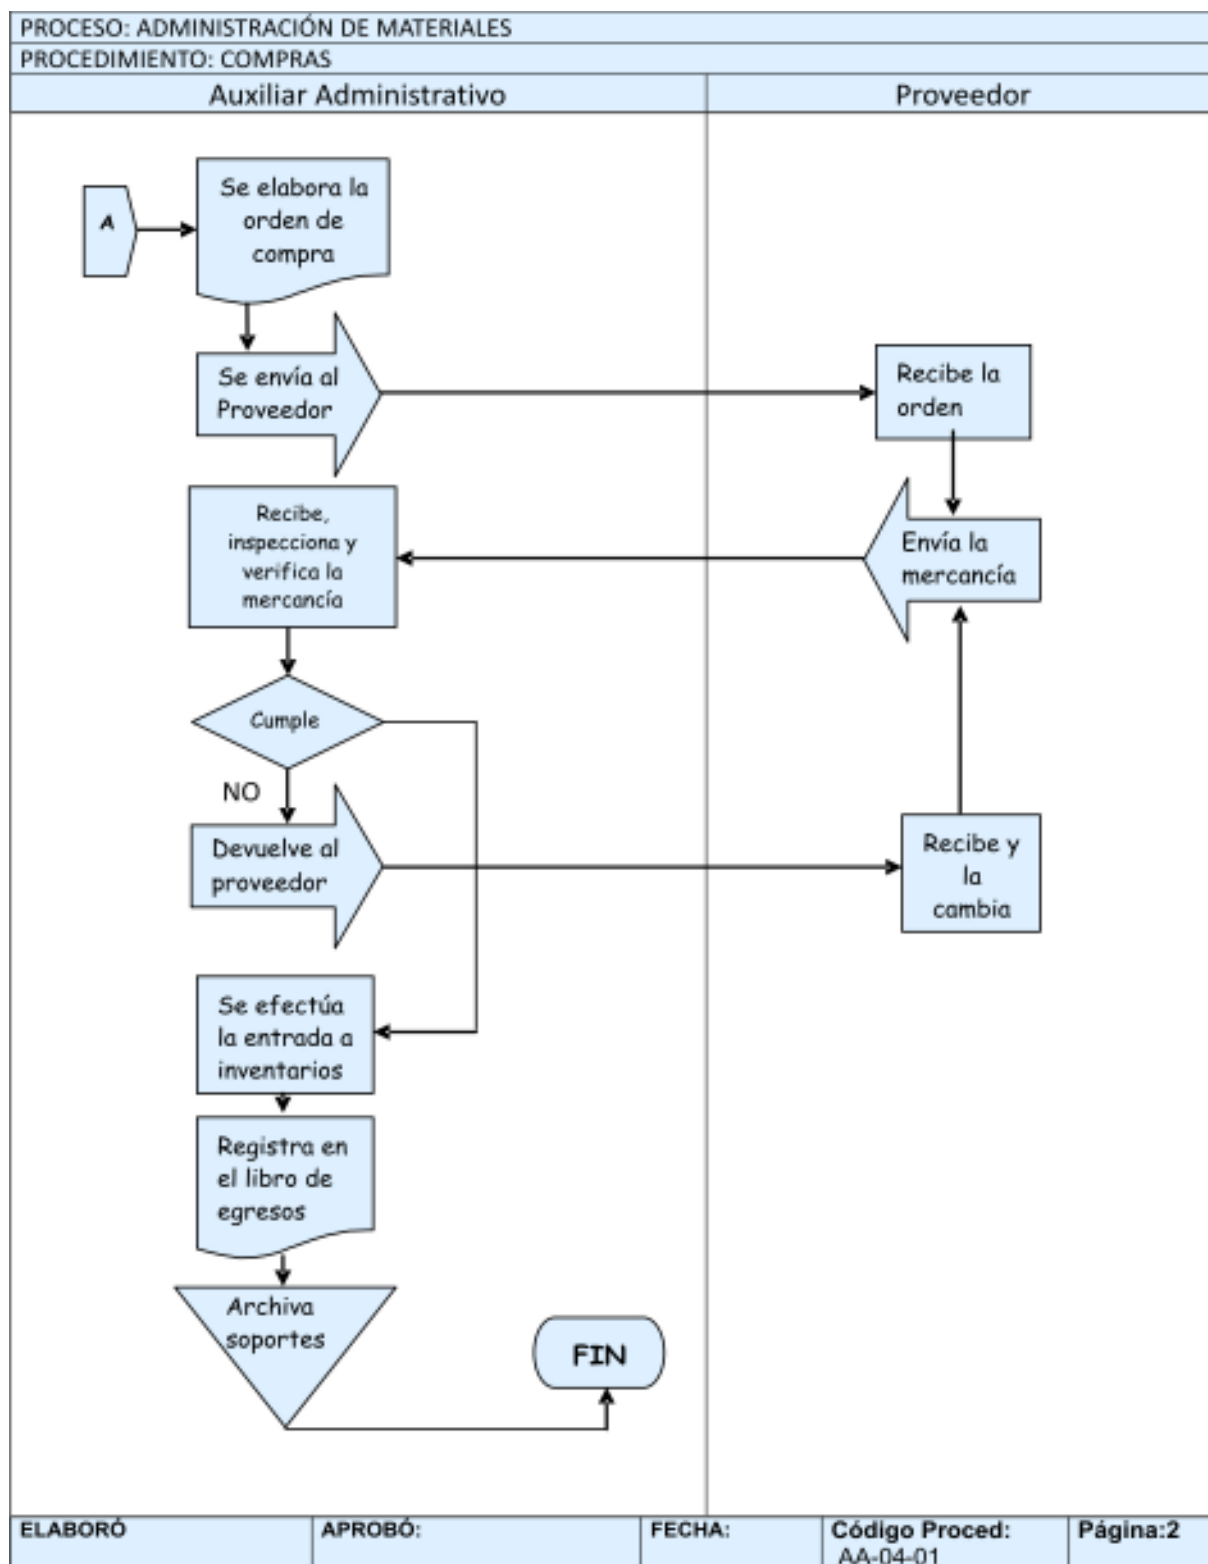 PROCESO: ADMINISTRACIÓN DE MATERIALES
PROCEDIMIENTO: COMPRAS
Auxiliar Administrativo
Proveedor
A
Se elabora la
orden de
compra
Se envía al
Proveedor
Recibe la
orden
Envía la
mercancía
Recibe,
inspecciona y
verifica la
mercancía
Cumple
NO
Devuelve al
proveedor
Recibe y
la
cambia
Se efectúa
la entrada a
inventarios
Registra en
el libro de
egresos
Archiva
soportes
FIN
ELABORÓ
APROBÓ:
FECHA:
Código Proced:
AA-04-01
Página:2